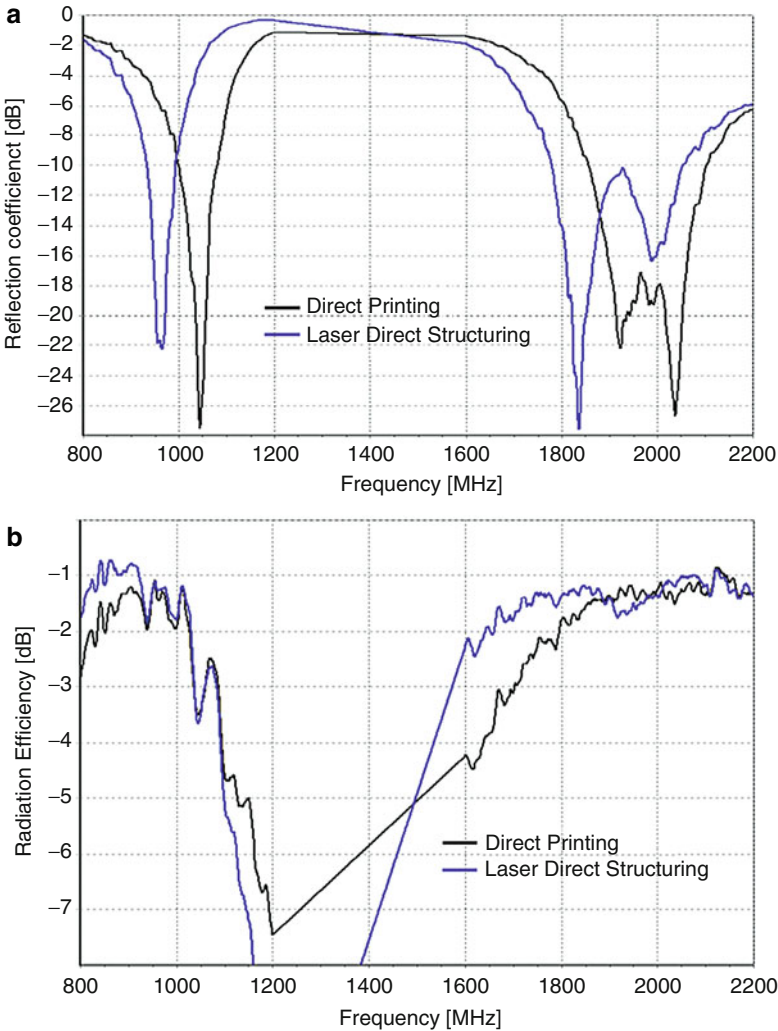 a
0
−2
−4
−6
−8
−10
−12
−14
−16
−18
−20
−22
−24
−26
Reflection coefficienct [dB]
Direct Printing
Laser Direct Structuring
800 1000 1200 1400 1600 1800 2000 2200
Frequency [MHz]
b
−1
−2
−3
−4
−5
−6
−7
Radiation Efficiency [dB]
Direct Printing
Laser Direct Structuring
800 1000 1200 1400 1600 1800 2000 2200
Frequency [MHz]